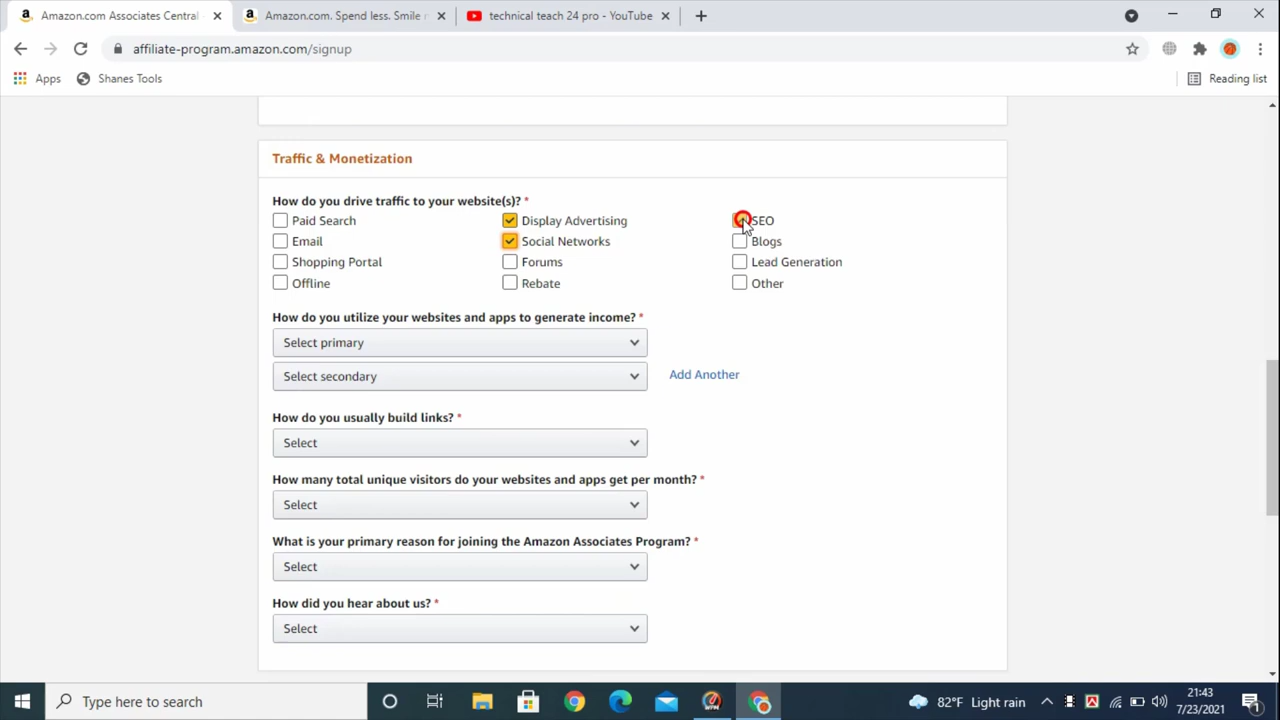 Amazon.com Associates Central -
Amazon.com. Spend less. Smile m
technical teach 24 pro - YouTube
affiliate-program.amazon.com/signup
Apps
Shanes Tools
Reading list
Traffic & Monetization
How do you drive traffic to your website(s)? *
Paid Search
Display Advertising
SEO
Email
Social Networks
Blogs
Shopping Portal
Forums
Lead Generation
Offline
Rebate
Other
How do you utilize your websites and apps to generate income? *
Select primary
Select secondary
Add Another
How do you usually build links? *
Select
How many total unique visitors do your websites and apps get per month? *
Select
What is your primary reason for joining the Amazon Associates Program? *
Select
How did you hear about us? *
Select
Type here to search
82°F Light rain
21:43
7/23/2021